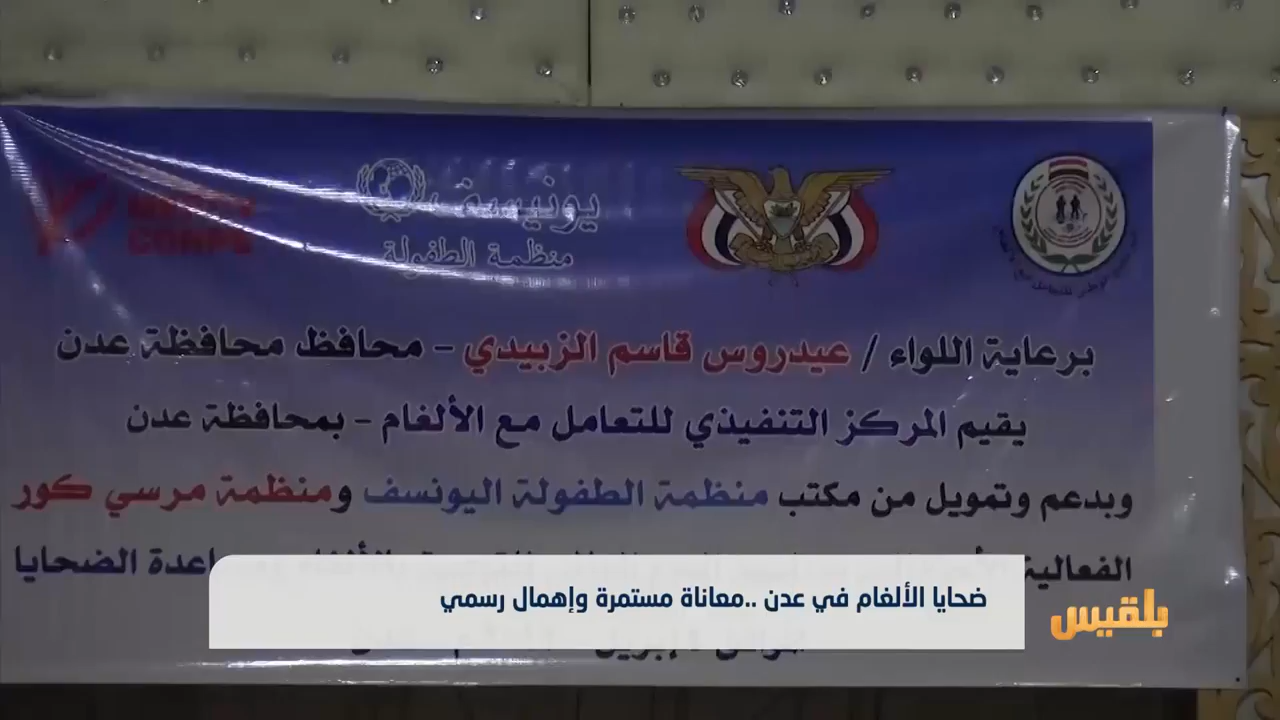 يونيسف
منظمة الطفولة
برعاية اللواء / عيدروس قاسم الزبيدي - محافظ محافظة عدن
يقيم المركز التنفيذي للتعامل مع الألغام - بمحافظة عدن
وبدعم وتمويل من مكتب منظمة الطفولة اليونسف ومنظمة مرسي كور
الضحايا
ضحايا الألغام في عدن ..معاناة مستمرة وإهمال رسمي
بلقيس